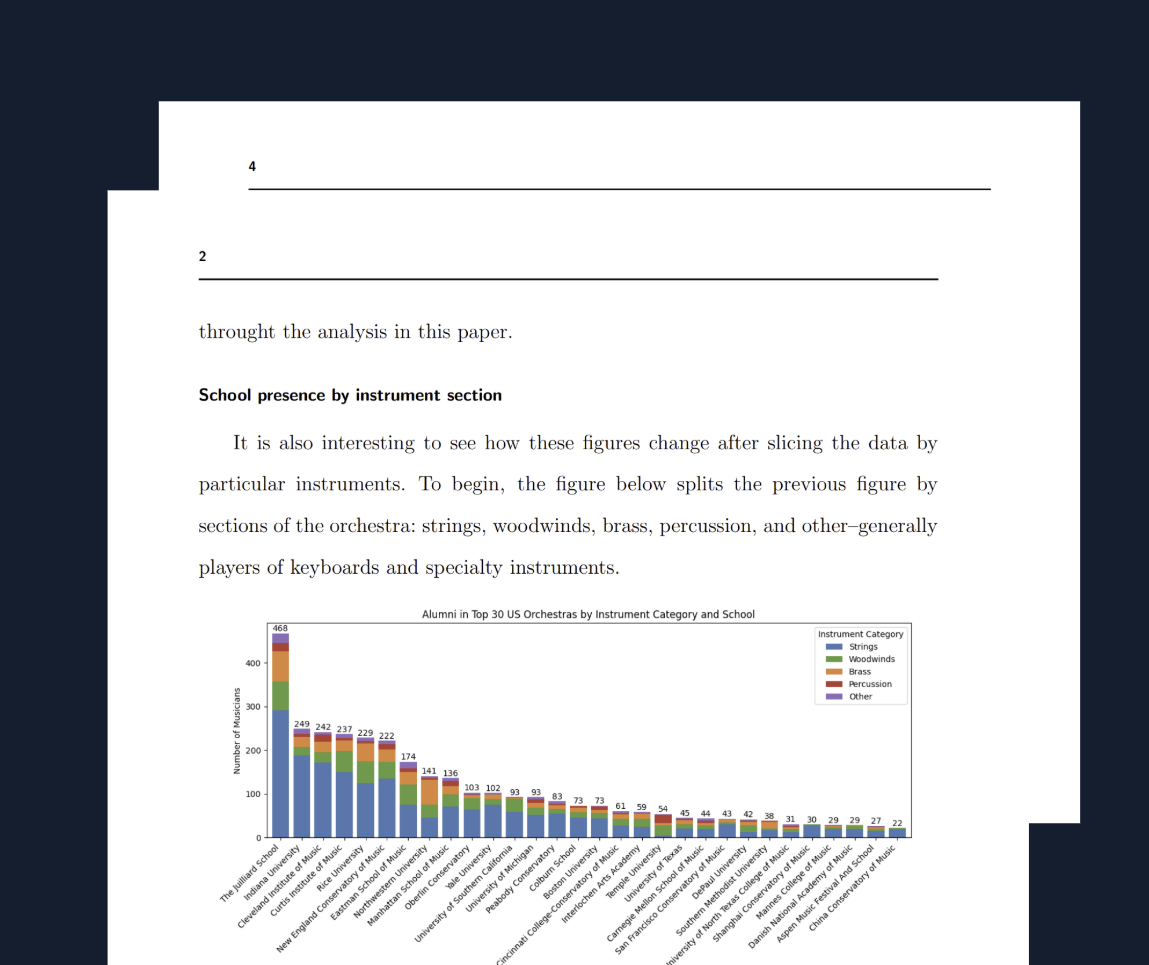 4
2
throught the analysis in this paper.
School presence by instrument section
It is also interesting to see how these figures change after slicing the data by
particular instruments. To begin, the figure below splits the previous figure by
sections of the orchestra: strings, woodwinds, brass, percussion, and other–generally
players of keyboards and specialty instruments.
Alumni in Top 30 US Orchestras by Instrument Category and School
Number of Musicians
400
300
200
100
0
468
249
242
237
229
222
174
141
136
103
102
93
93
83
73
73
61
59
54
45
44
43
42
38
31
30
29
29
27
22
Instrument Category
Strings
Woodwinds
Brass
Percussion
Other
The Juilliard School
Indiana University
Cleveland Institute of Music
Curtis Institute of Music
Rice University
New England Conservatory of Music
Eastman School of Music
Northwestern University
Manhattan School of Music
Oberlin Conservatory
Yale University
University of Southern California
University of Michigan
Peabody Conservatory
Colburn School
Boston University
Cincinnati College-Conservatory of Music
Interlochen Arts Academy
Temple University
University of Texas
Carnegie Mellon School of Music
San Francisco Conservatory of Music
DePaul University
Southern Methodist University
University of North Texas College of Music
Shanghai Conservatory of Music
Mannes College of Music
Danish National Academy of Music
Aspen Music Festival And School
China Conservatory of Music